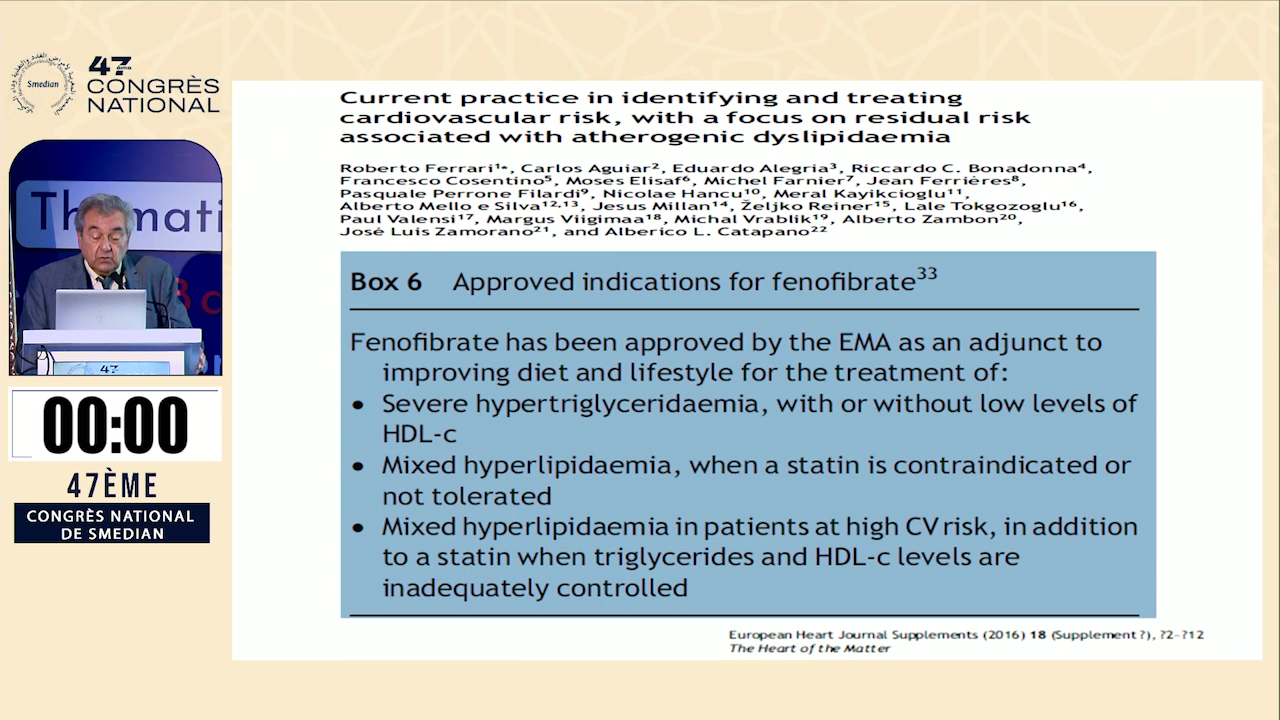 Smedian
47ème
CONGRÈS
NATIONAL
Themati
47
00:00
47ÈME
CONGRÈS NATIONAL
DE SMEDIAN
Current practice in identifying and treating
cardiovascular risk, with a focus on residual risk
associated with atherogenic dyslipidaemia
Roberto Ferrari¹*, Carlos Aguiar², Eduardo Alegria³, Riccardo C. Bonadonna⁴,
Francesco Cosentino⁵, Moses Elisaf⁶, Michel Farnier⁷, Jean Ferrières⁸,
Pasquale Perrone Filardi⁹, Nicolae Hancu¹⁰, Meral Kayikcioglu¹¹,
Alberto Mello e Silva¹²,¹³, Jesus Millan¹⁴, Željko Reiner¹⁵, Lale Tokgozoglu¹⁶,
Paul Valensi¹⁷, Margus Viigimaa¹⁸, Michal Vrablik¹⁹, Alberto Zambon²⁰,
José Luis Zamorano²¹, and Alberico L. Catapano²²
Box 6 Approved indications for fenofibrate³³
Fenofibrate has been approved by the EMA as an adjunct to
improving diet and lifestyle for the treatment of:
• Severe hypertriglyceridaemia, with or without low levels of
HDL-c
• Mixed hyperlipidaemia, when a statin is contraindicated or
not tolerated
• Mixed hyperlipidaemia in patients at high CV risk, in addition
to a statin when triglycerides and HDL-c levels are
inadequately controlled
European Heart Journal Supplements (2016) 18 (Supplement ?), ?2–?12
The Heart of the Matter